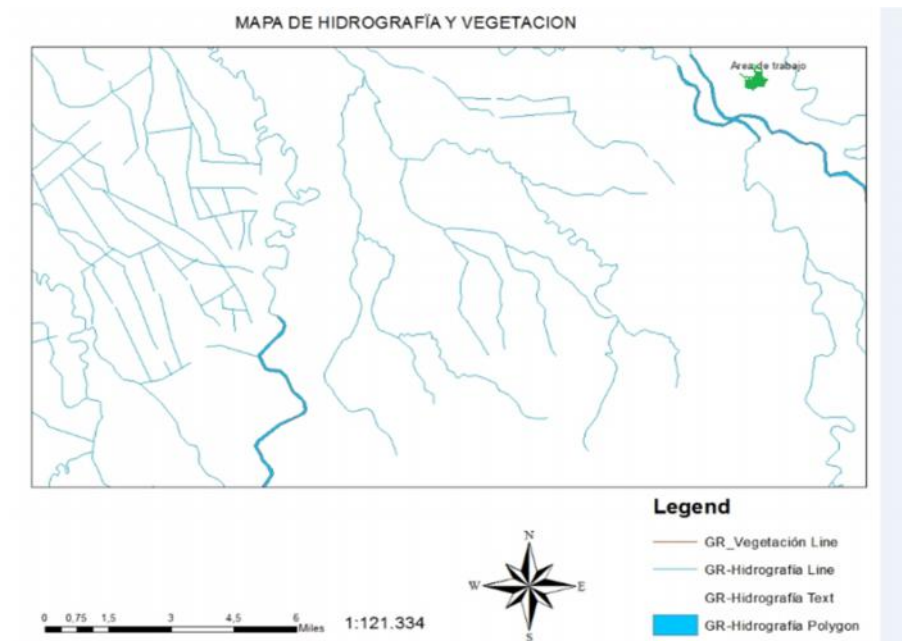 MAPA DE HIDROGRAFÏA Y VEGETACION
Area de trabajo
Legend
GR_Vegetación Line
GR-Hidrografía Line
GR-Hidrografía Text
GR-Hidrografía Polygon
N
W E
S
0 0,75 1,5 3 4,5 6
Miles
1:121.334